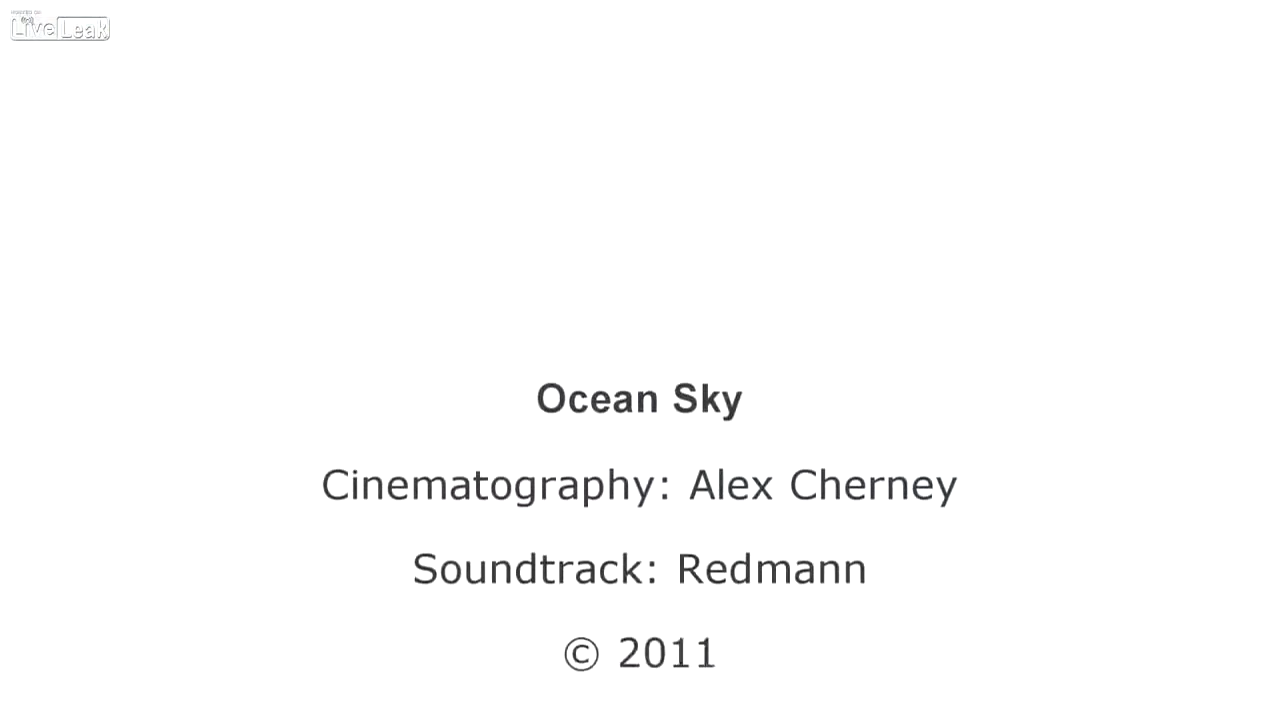 LiveLeak
Ocean Sky
Cinematography: Alex Cherney
Soundtrack: Redmann
© 2011